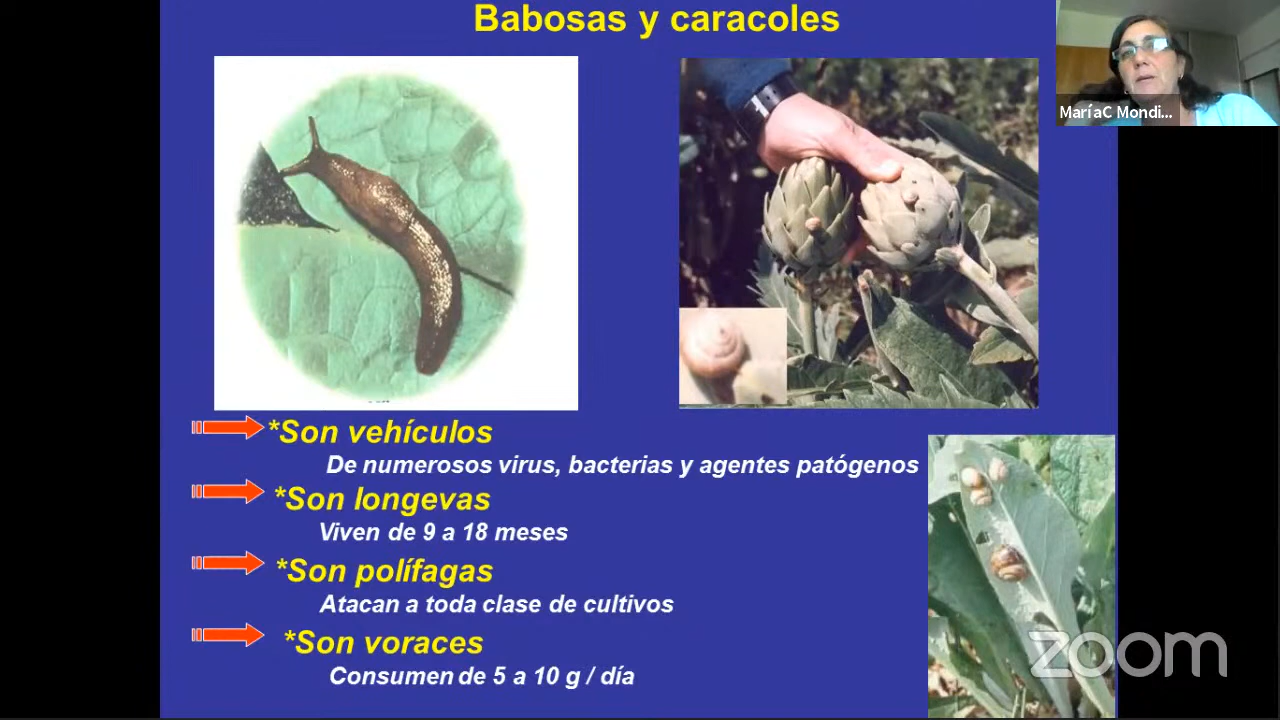 Babosas y caracoles
MaríaC Mondi...
*Son vehículos
De numerosos virus, bacterias y agentes patógenos
*Son longevas
Viven de 9 a 18 meses
*Son polífagas
Atacan a toda clase de cultivos
*Son voraces
Consumen de 5 a 10 g / día
zoom